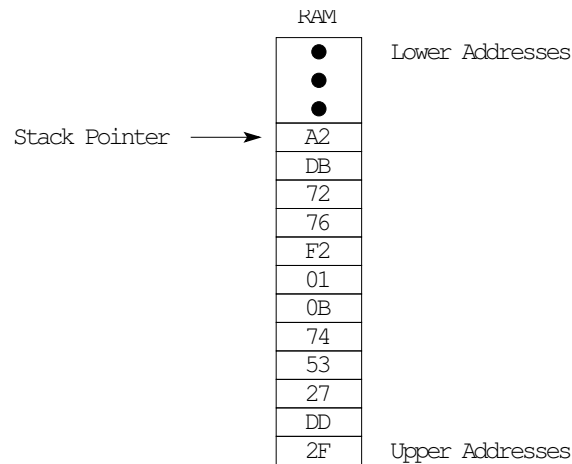 RAM
Lower Addresses
Stack Pointer
A2
DB
72
76
F2
01
0B
74
53
27
DD
2F
Upper Addresses